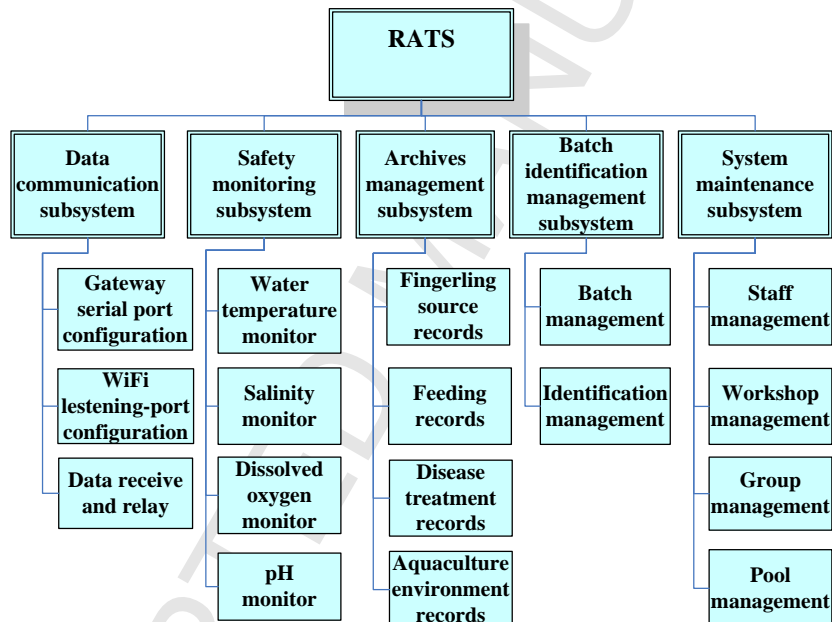 RATS
Data
communication
subsystem
Safety
monitoring
subsystem
Archives
management
subsystem
Batch
identification
management
subsystem
System
maintenance
subsystem
Gateway
serial port
configuration
WiFi
lestening-port
configuration
Data receive
and relay
Water
temperature
monitor
Salinity
monitor
Dissolved
oxygen
monitor
pH
monitor
Fingerling
source
records
Feeding
records
Disease
treatment
records
Aquaculture
environment
records
Batch
management
Identification
management
Staff
management
Workshop
management
Group
management
Pool
management